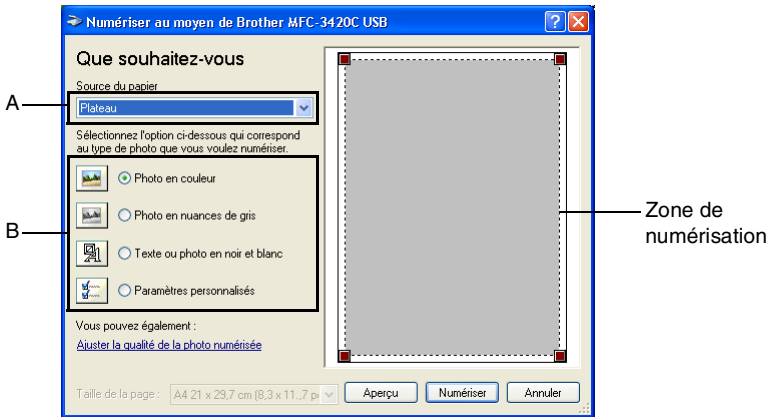 Numériser au moyen de Brother MFC-3420C USB
Que souhaitez-vous
Source du papier
A
Plateau
Sélectionnez l'option ci-dessous qui correspond
au type de photo que vous voulez numériser.
Photo en couleur
Photo en nuances de gris
B
Texte ou photo en noir et blanc
Paramètres personnalisés
Zone de
numérisation
Vous pouvez également :
Ajuster la qualité de la photo numérisée
Taille de la page :
A4 21 x 29,7 cm (8,3 x 11.,7 p
Aperçu
Numériser
Annuler